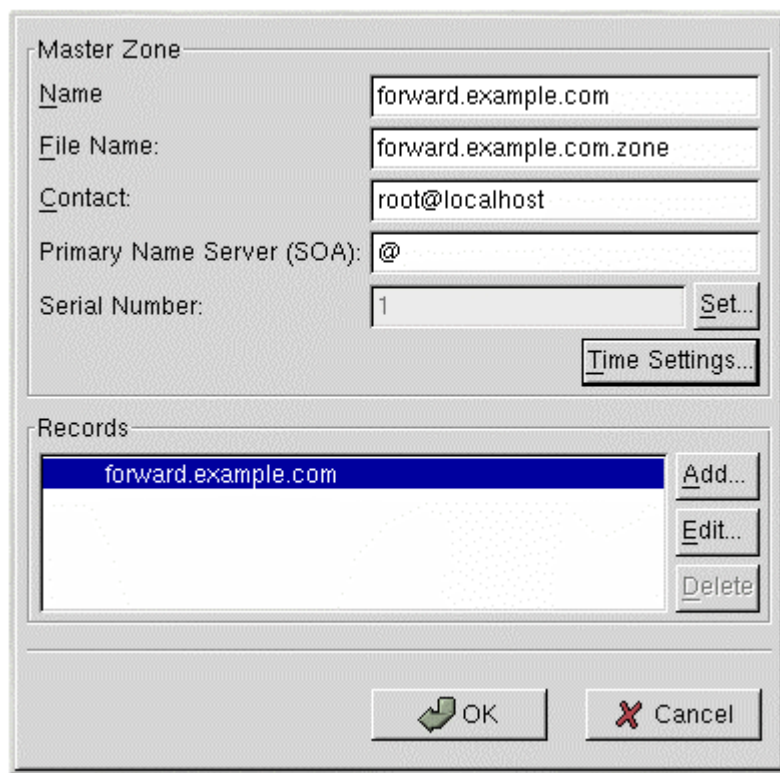 Master Zone
Name forward.example.com
File Name: forward.example.com.zone
Contact: root@localhost
Primary Name Server (SOA): @
Serial Number: 1 Set...
Time Settings...
Records
forward.example.com Add...
Edit...
Delete
OK Cancel